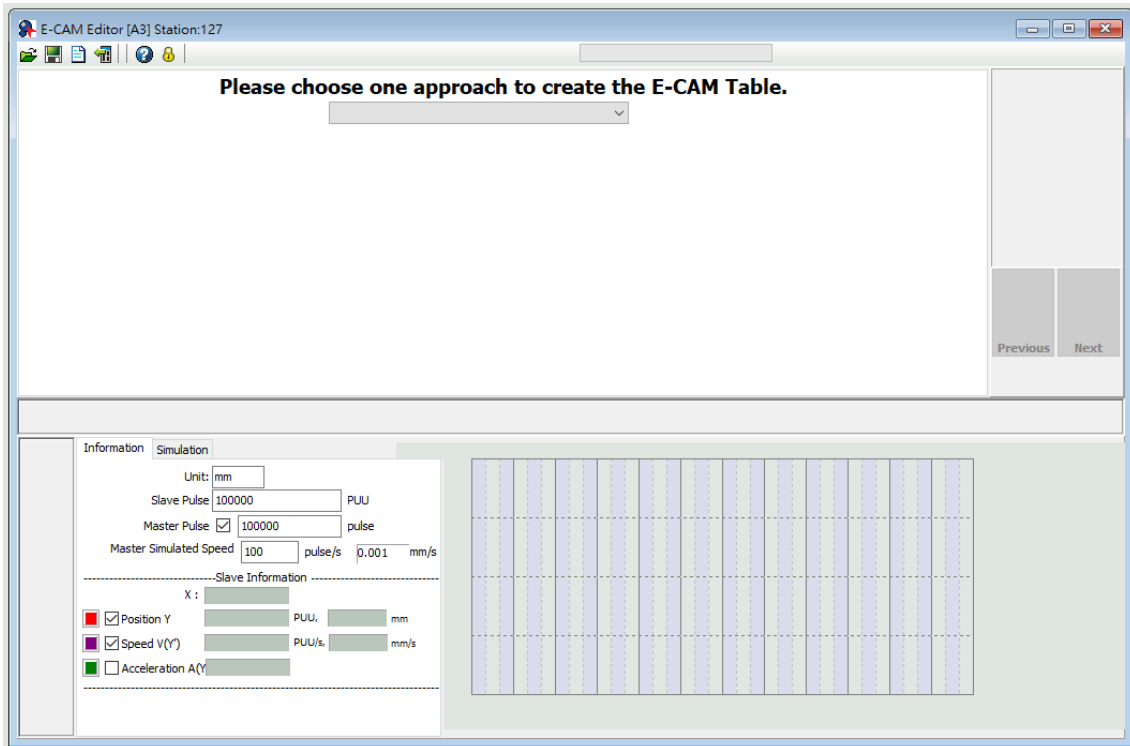 E-CAM Editor [A3] Station:127
Please choose one approach to create the E-CAM Table.
Previous Next
Information Simulation
Unit: mm
Slave Pulse 100000 PUU
Master Pulse 100000 pulse
Master Simulated Speed 100 pulse/s 0.001 mm/s
Slave Information
X :
Position Y PUU, mm
Speed V(Y') PUU/s, mm/s
Acceleration A(Y